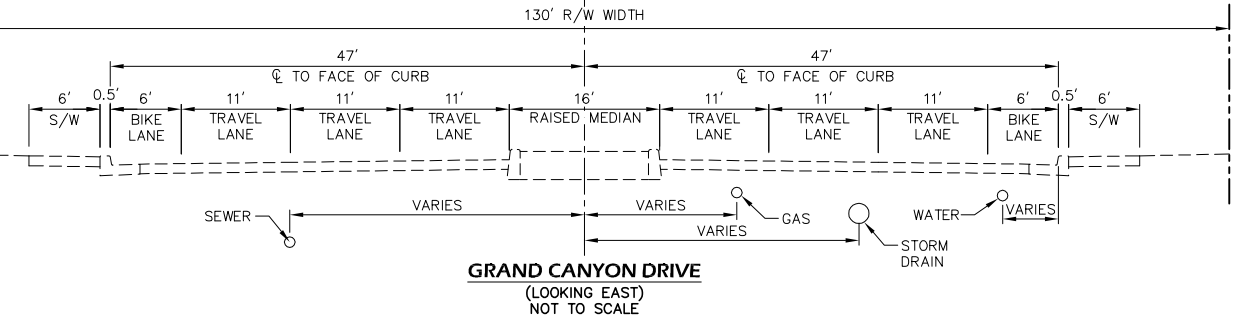 130' R/W WIDTH
47'
℄ TO FACE OF CURB
47'
℄ TO FACE OF CURB
6'
S/W
0.5'
6'
BIKE
LANE
11'
TRAVEL
LANE
11'
TRAVEL
LANE
11'
TRAVEL
LANE
16'
RAISED MEDIAN
11'
TRAVEL
LANE
11'
TRAVEL
LANE
11'
TRAVEL
LANE
6'
BIKE
LANE
0.5'
6'
S/W
SEWER
VARIES
VARIES
GAS
VARIES
STORM
DRAIN
WATER
VARIES
GRAND CANYON DRIVE
(LOOKING EAST)
NOT TO SCALE